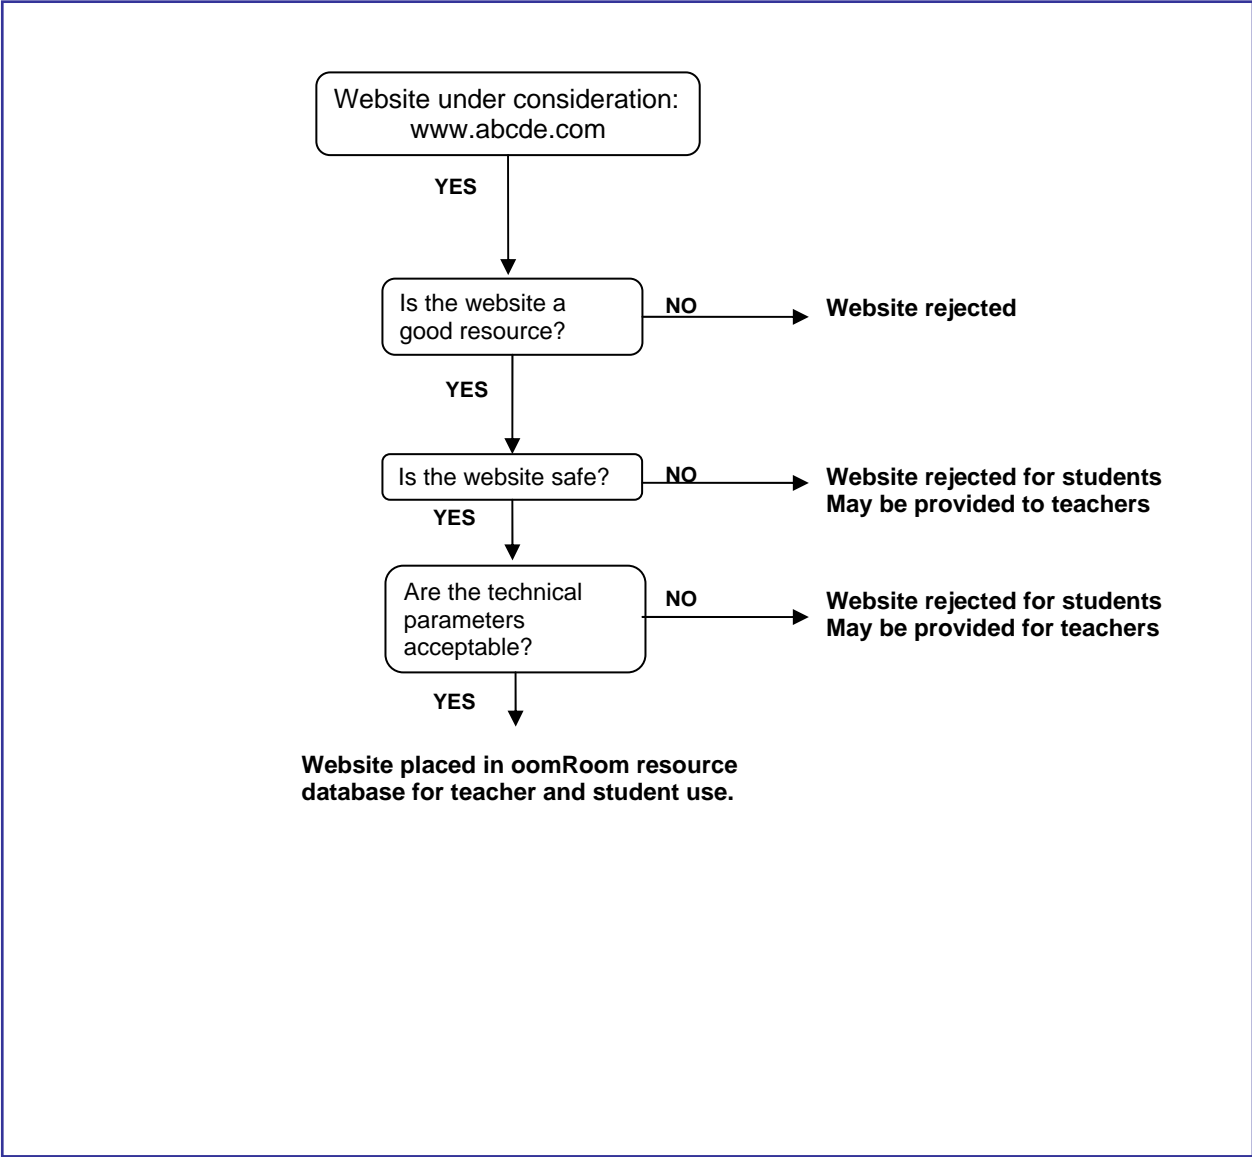 Website under consideration:
www.abcde.com
YES
Is the website a
good resource?
NO
Website rejected
YES
Is the website safe?
NO
Website rejected for students
May be provided to teachers
YES
Are the technical
parameters
acceptable?
NO
Website rejected for students
May be provided for teachers
YES
Website placed in oomRoom resource
database for teacher and student use.